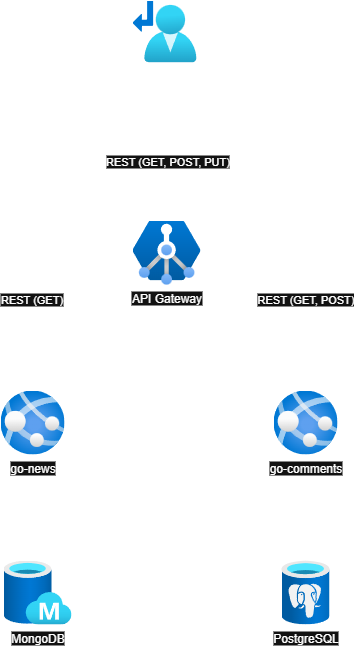 REST (GET, POST, PUT)
API Gateway
REST (GET)
REST (GET, POST)
go-news
go-comments
M
MongoDB
PostgreSQL